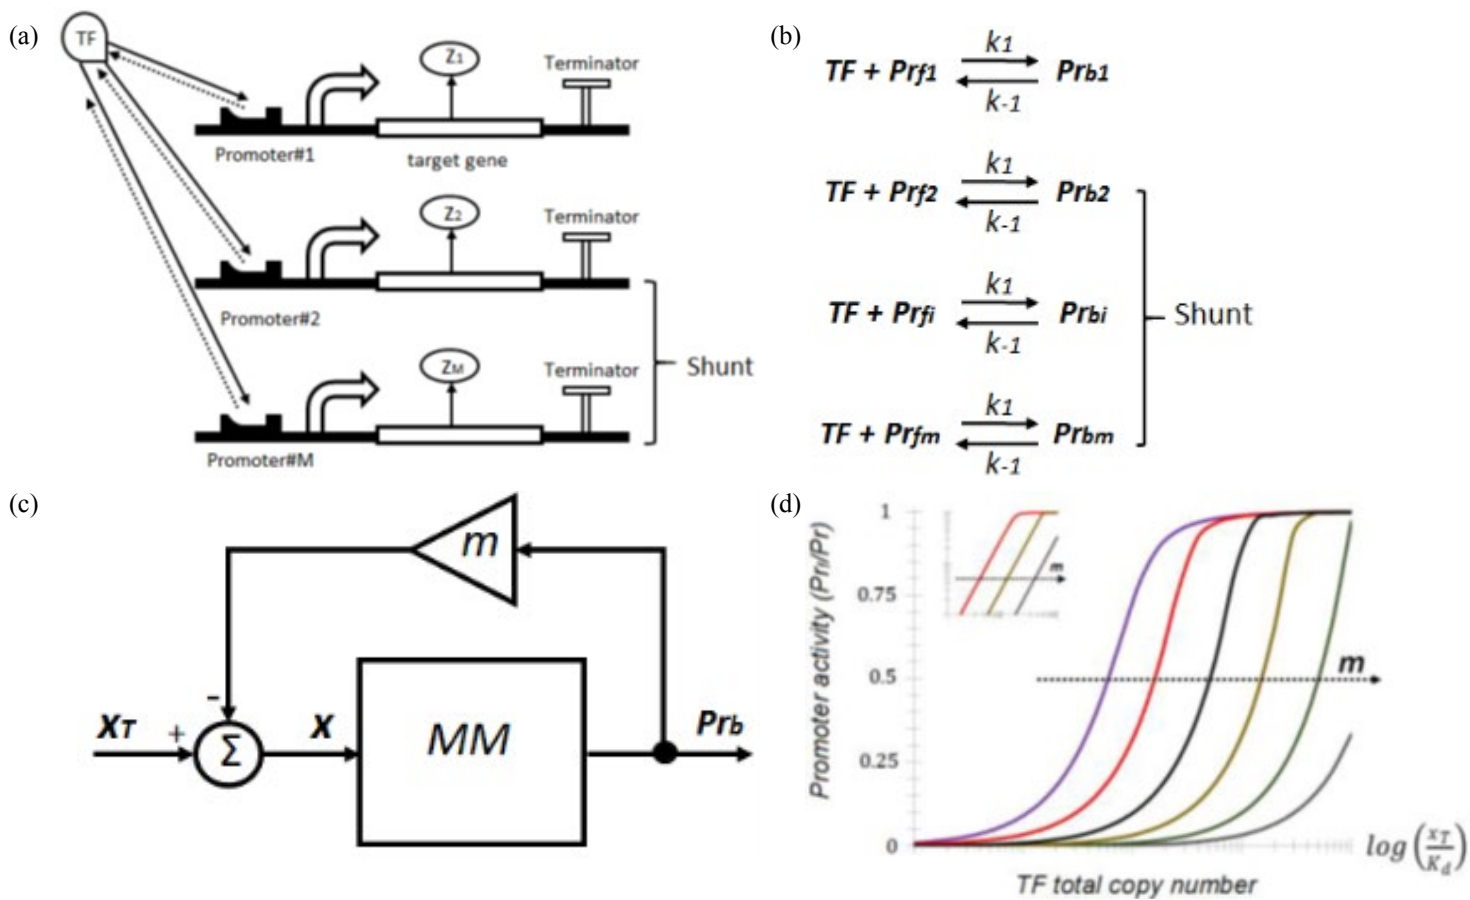 (a)
TF
Z1
Terminator
Promoter#1
target gene
Z2
Terminator
Promoter#2
ZM
Terminator
Promoter#M
Shunt
(b)
TF + Prf1 k1 k-1 Prb1
TF + Prf2 k1 k-1 Prb2
TF + Prfi k1 k-1 Prbi
TF + Prfm k1 k-1 Prbm
Shunt
(c)
m
XT + - Σ X MM Prb
(d)
Promoter activity (Prb/Pr)
1
0.75
0.5
0.25
0
m
m
log(xT/Kd)
TF total copy number